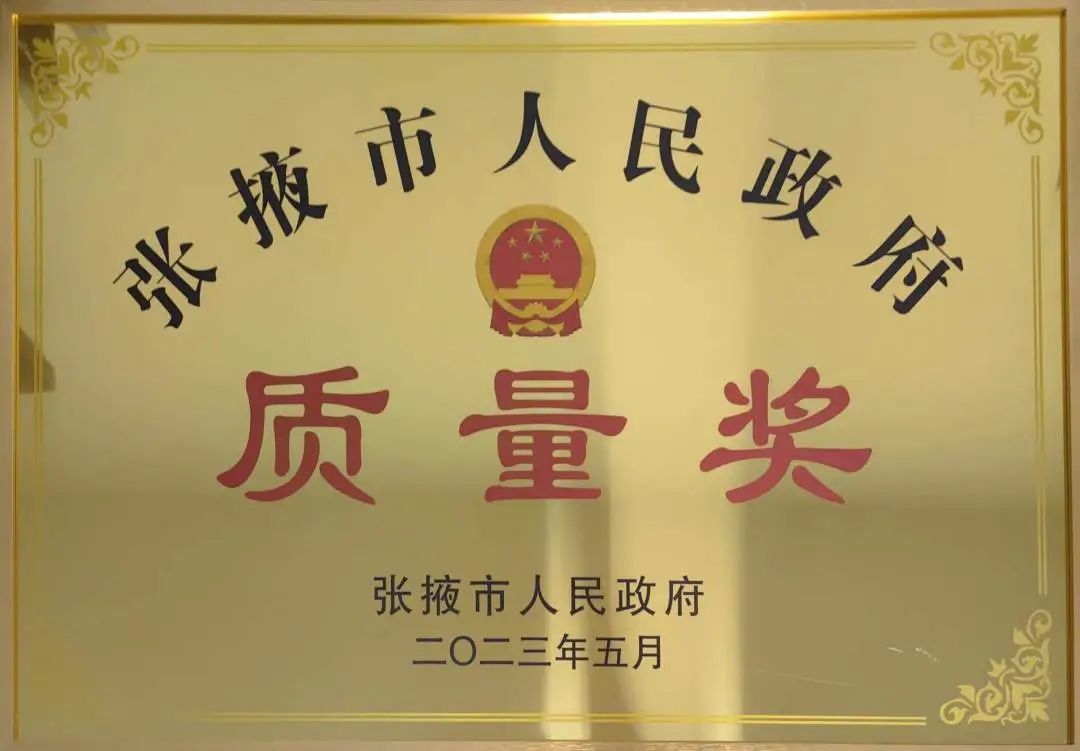 张掖市人民政府
质量奖
张掖市人民政府
二〇二三年五月